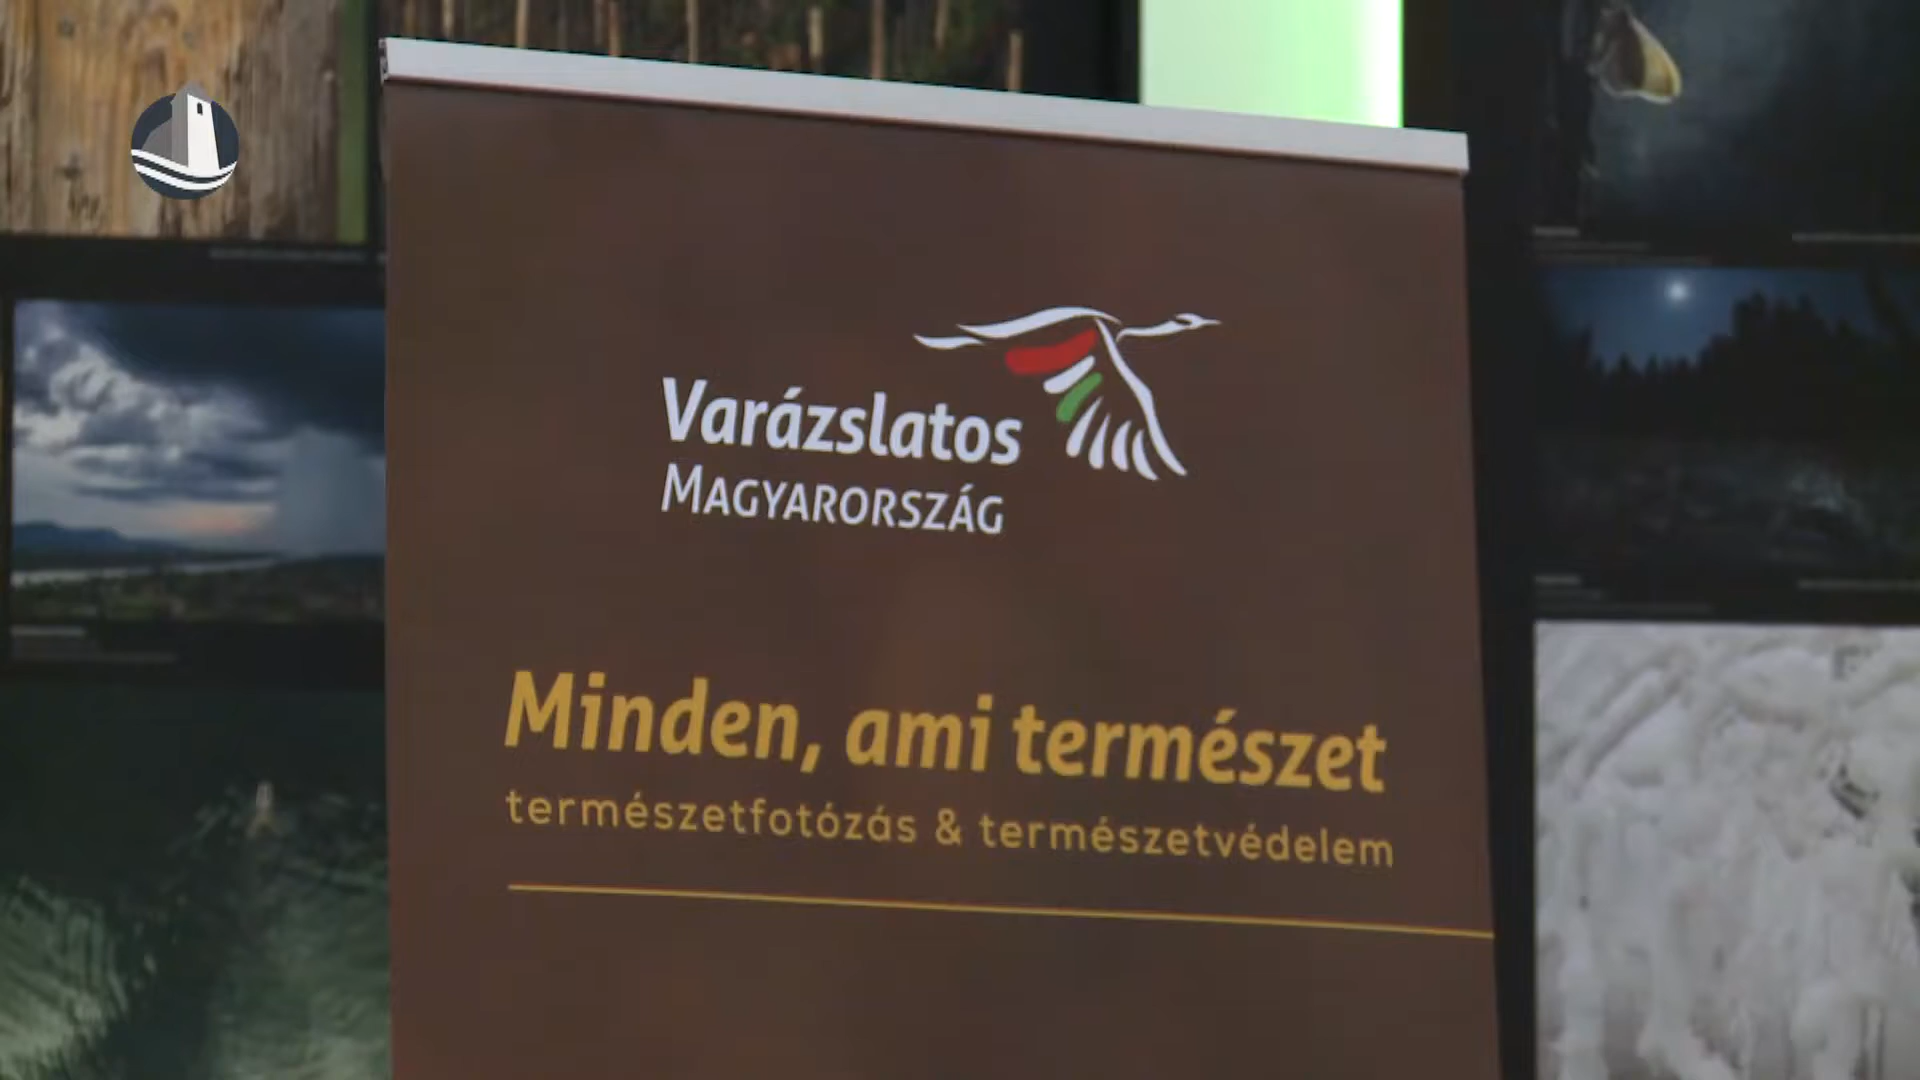 Varázslatos
MAGYARORSZÁG
Minden, ami természet
természetfotózás & természetvédelem